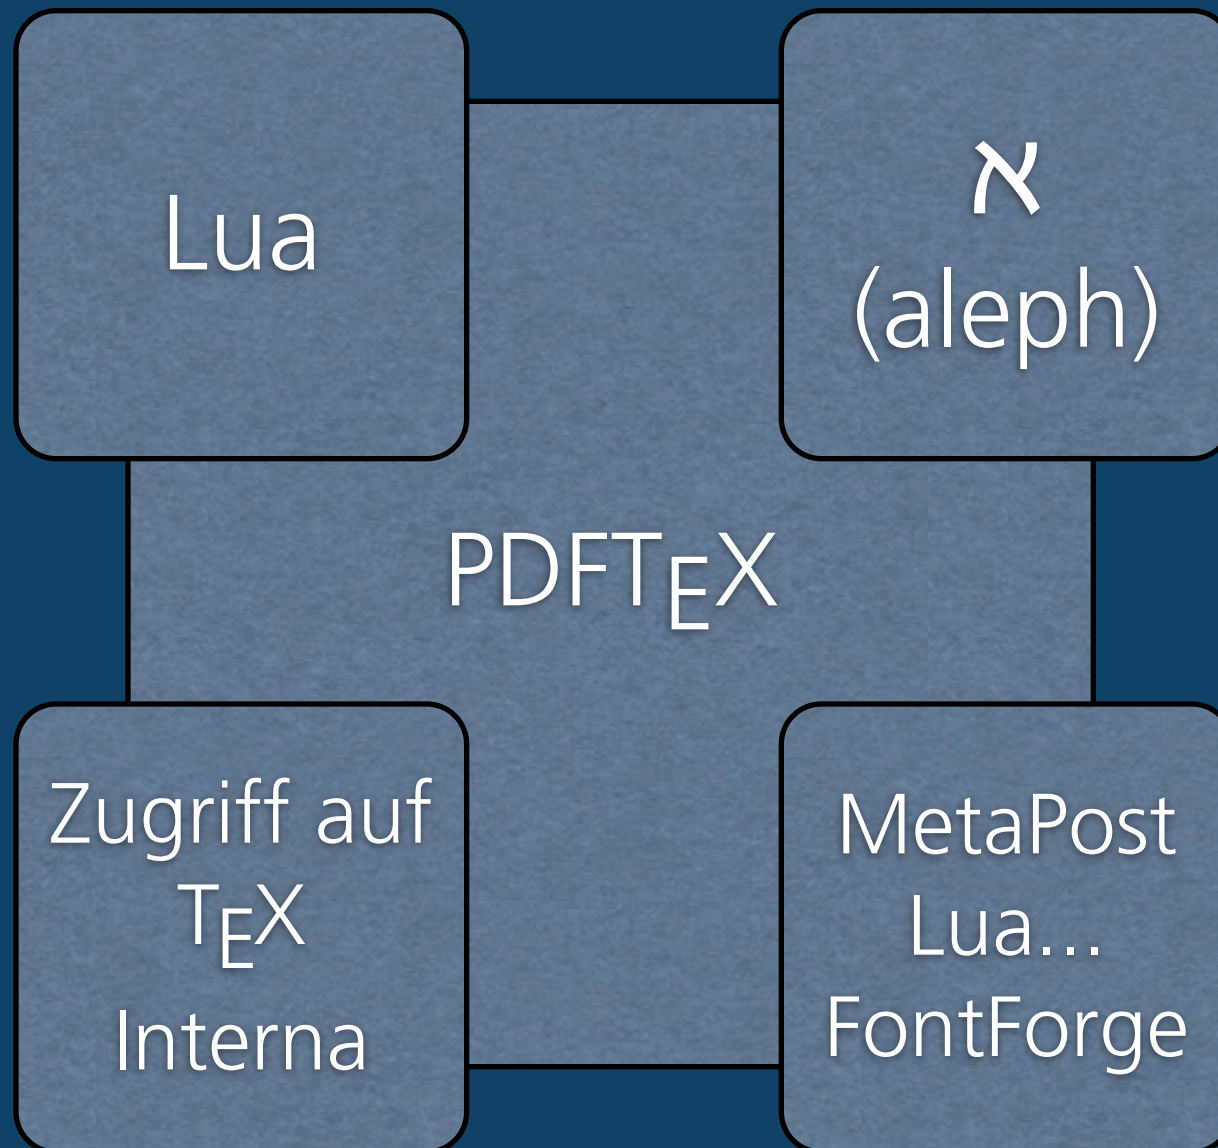 Lua
א
(aleph)
PDFTEX
Zugriff auf
TEX
Interna
MetaPost
Lua...
FontForge